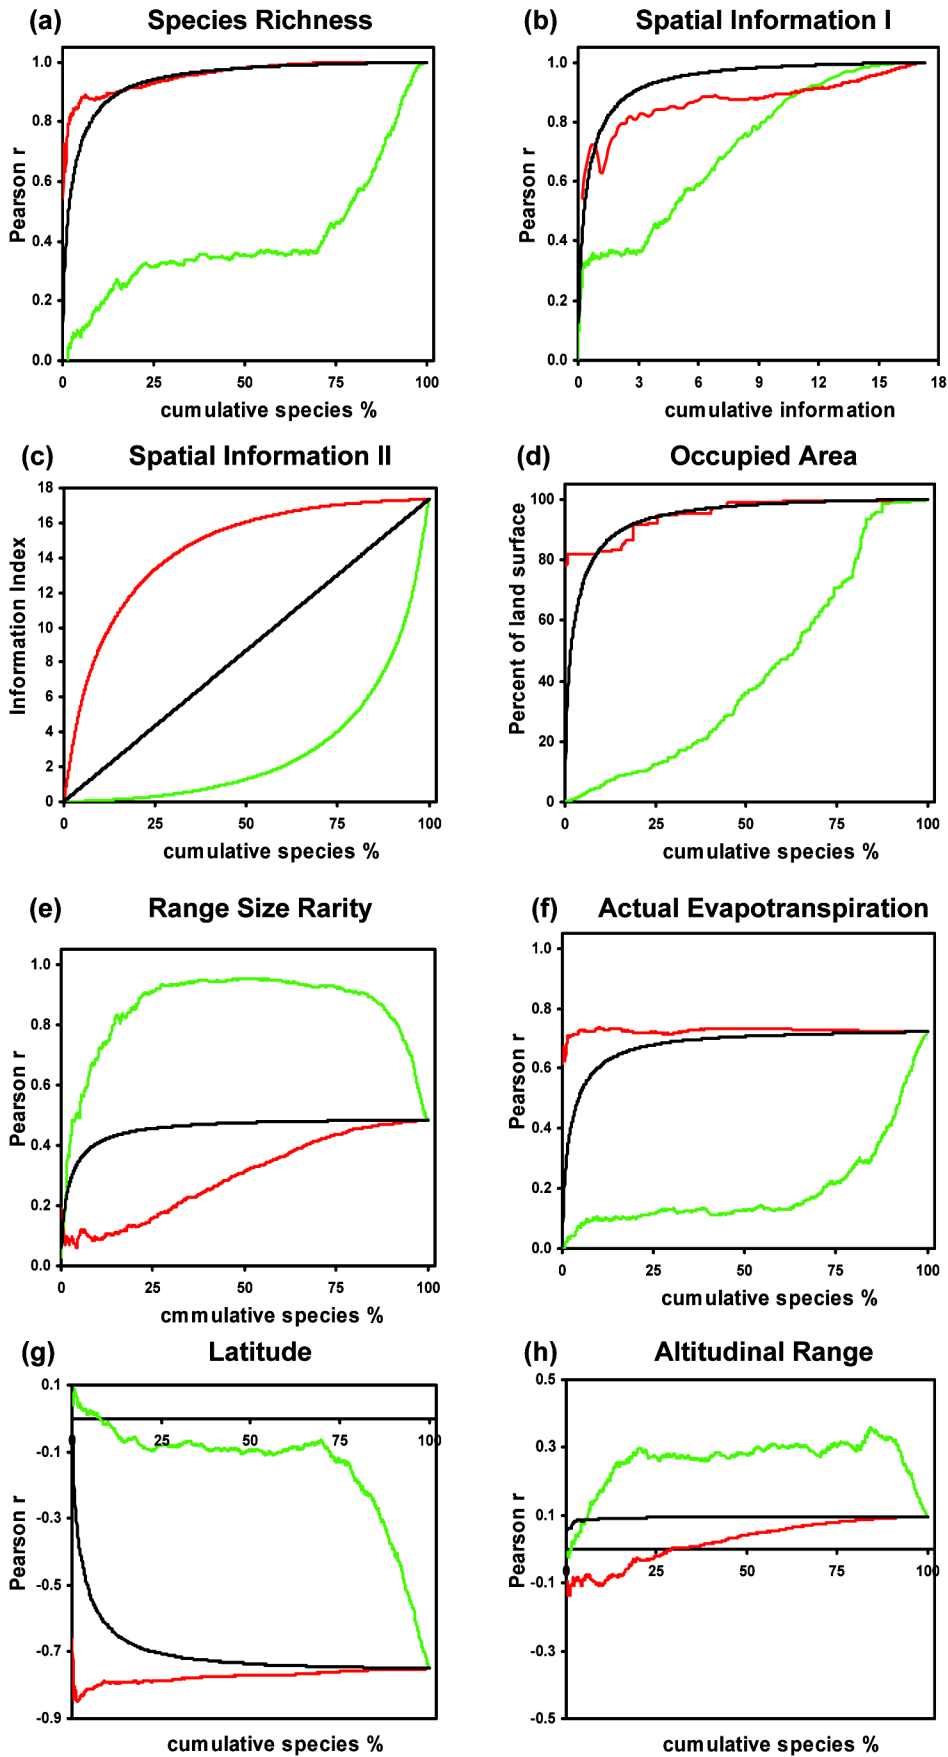 (a) Species Richness
1.0
0.8
0.6
0.4
0.2
0.0
Pearson r
0 25 50 75 100
cumulative species %
(b) Spatial Information I
1.0
0.8
0.6
0.4
0.2
0.0
Pearson r
0 3 6 9 12 15 18
cumulative information
(c) Spatial Information II
18
16
14
12
10
8
6
4
2
0
Information Index
0 25 50 75 100
cumulative species %
(d) Occupied Area
100
80
60
40
20
0
Percent of land surface
0 25 50 75 100
cumulative species %
(e) Range Size Rarity
1.0
0.8
0.6
0.4
0.2
0.0
Pearson r
0 25 50 75 100
cmmulative species %
(f) Actual Evapotranspiration
1.0
0.8
0.6
0.4
0.2
0.0
Pearson r
0 25 50 75 100
cumulative species %
(g) Latitude
0.1
-0.1
-0.3
-0.5
-0.7
-0.9
Pearson r
0 25 50 75 100
cumulative species %
(h) Altitudinal Range
0.5
0.3
0.1
-0.1
-0.3
-0.5
Pearson r
0 25 50 75 100
cumulative species %